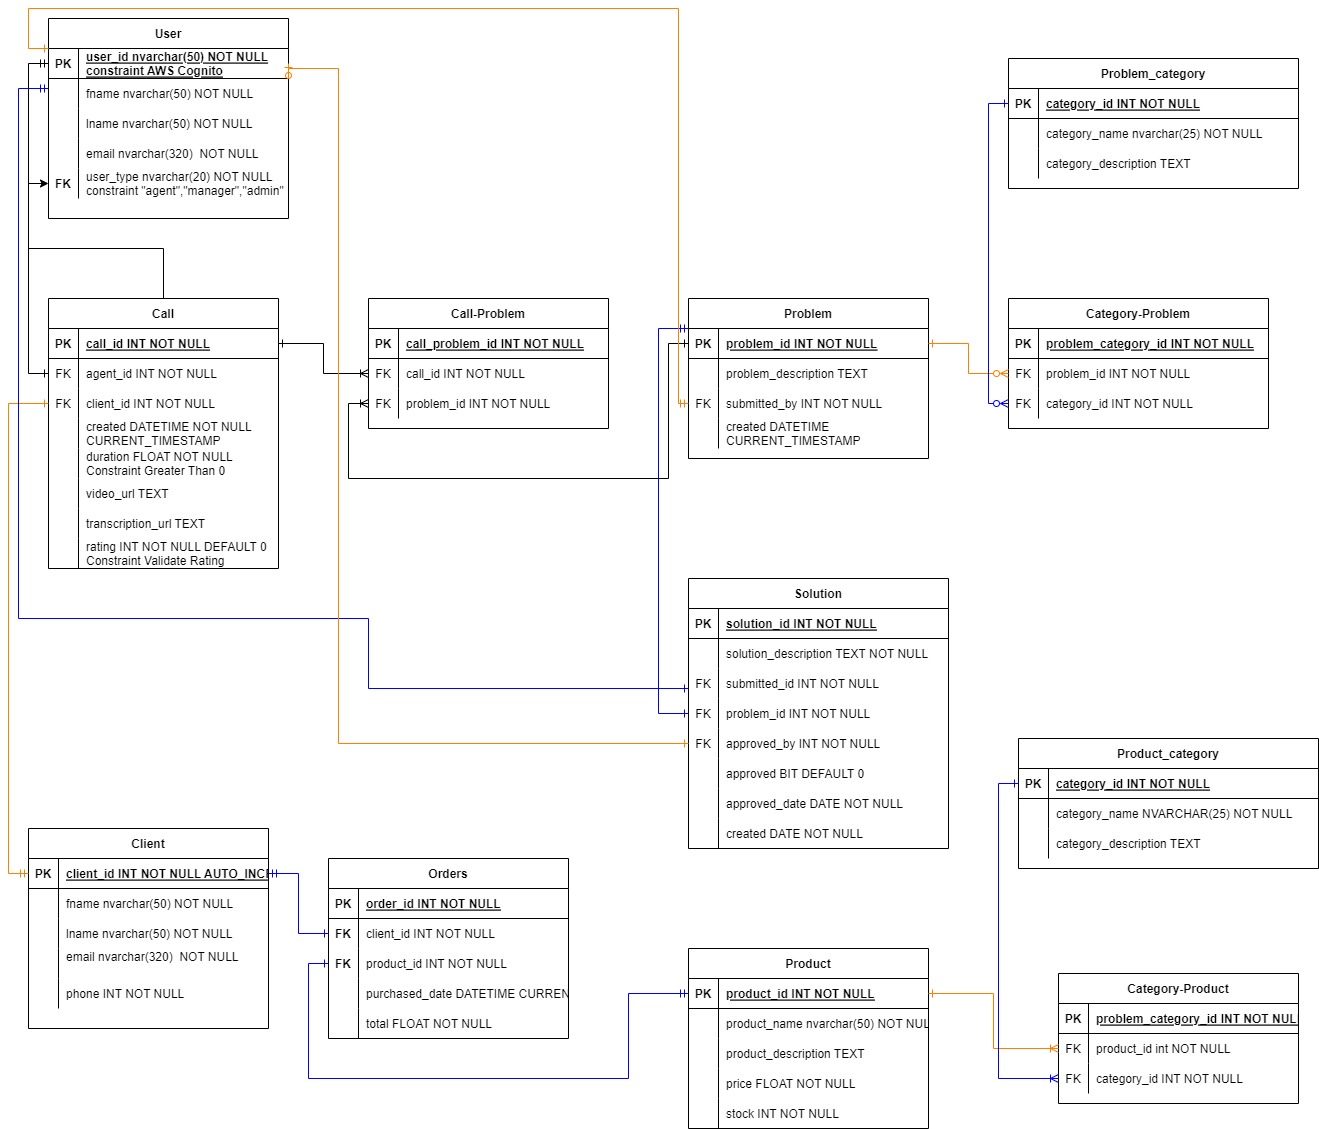 User
PK
user_id nvarchar(50) NOT NULL
constraint AWS Cognito
fname nvarchar(50) NOT NULL
lname nvarchar(50) NOT NULL
email nvarchar(320)  NOT NULL
FK
user_type nvarchar(20) NOT NULL
constraint "agent","manager","admin"
Problem_category
PK
category_id INT NOT NULL
category_name nvarchar(25) NOT NULL
category_description TEXT
Call
PK
call_id INT NOT NULL
FK
agent_id INT NOT NULL
FK
client_id INT NOT NULL
created DATETIME NOT NULL
CURRENT_TIMESTAMP
duration FLOAT NOT NULL
Constraint Greater Than 0
video_url TEXT
transcription_url TEXT
rating INT NOT NULL DEFAULT 0
Constraint Validate Rating
Call-Problem
PK
call_problem_id INT NOT NULL
FK
call_id INT NOT NULL
FK
problem_id INT NOT NULL
Problem
PK
problem_id INT NOT NULL
problem_description TEXT
FK
submitted_by INT NOT NULL
created DATETIME
CURRENT_TIMESTAMP
Category-Problem
PK
problem_category_id INT NOT NULL
FK
problem_id INT NOT NULL
FK
category_id INT NOT NULL
Solution
PK
solution_id INT NOT NULL
solution_description TEXT NOT NULL
FK
submitted_id INT NOT NULL
FK
problem_id INT NOT NULL
FK
approved_by INT NOT NULL
approved BIT DEFAULT 0
approved_date DATE NOT NULL
created DATE NOT NULL
Product_category
PK
category_id INT NOT NULL
category_name NVARCHAR(25) NOT NULL
category_description TEXT
Client
PK
client_id INT NOT NULL AUTO_INCI
fname nvarchar(50) NOT NULL
lname nvarchar(50) NOT NULL
email nvarchar(320)  NOT NULL
phone INT NOT NULL
Orders
PK
order_id INT NOT NULL
FK
client_id INT NOT NULL
FK
product_id INT NOT NULL
purchased_date DATETIME CURREN
total FLOAT NOT NULL
Product
PK
product_id INT NOT NULL
product_name nvarchar(50) NOT NUL
product_description TEXT
price FLOAT NOT NULL
stock INT NOT NULL
Category-Product
PK
problem_category_id INT NOT NUL
FK
product_id int NOT NULL
FK
category_id INT NOT NULL